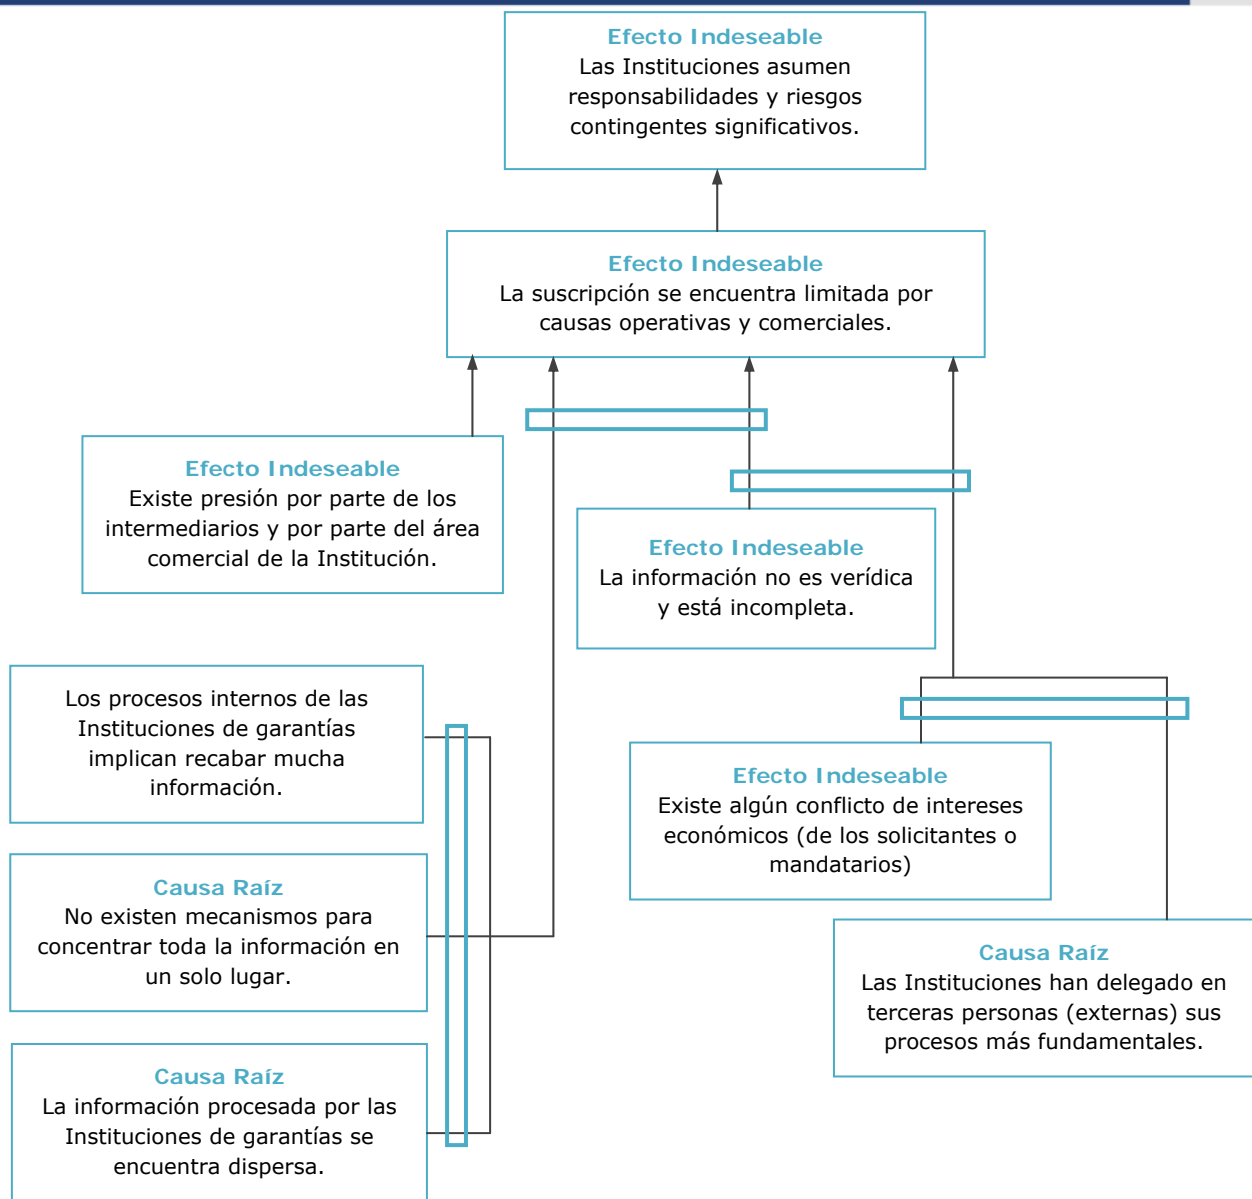 Efecto Indeseable
Las Instituciones asumen
responsabilidades y riesgos
contingentes significativos.
Efecto Indeseable
La suscripción se encuentra limitada por
causas operativas y comerciales.
Efecto Indeseable
Existe presión por parte de los
intermediarios y por parte del área
comercial de la Institución.
Efecto Indeseable
La información no es verídica
y está incompleta.
Los procesos internos de las
Instituciones de garantías
implican recabar mucha
información.
Efecto Indeseable
Existe algún conflicto de intereses
económicos (de los solicitantes o
mandatarios)
Causa Raíz
No existen mecanismos para
concentrar toda la información en
un solo lugar.
Causa Raíz
Las Instituciones han delegado en
terceras personas (externas) sus
procesos más fundamentales.
Causa Raíz
La información procesada por las
Instituciones de garantías se
encuentra dispersa.